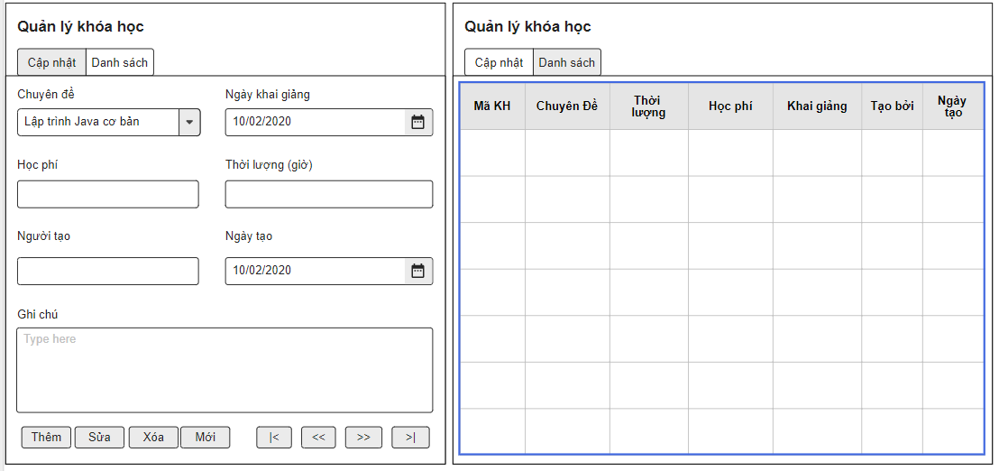 Quản lý khóa học
Cập nhật Danh sách
Chuyên đề Ngày khai giảng
Lập trình Java cơ bản 10/02/2020
Học phí Thời lượng (giờ)
Người tạo Ngày tạo
10/02/2020
Ghi chú
Type here
Thêm Sửa Xóa Mới |< << >> >|
Quản lý khóa học
Cập nhật Danh sách
Mã KH Chuyên Đề Thời lượng Học phí Khai giảng Tạo bởi Ngày tạo